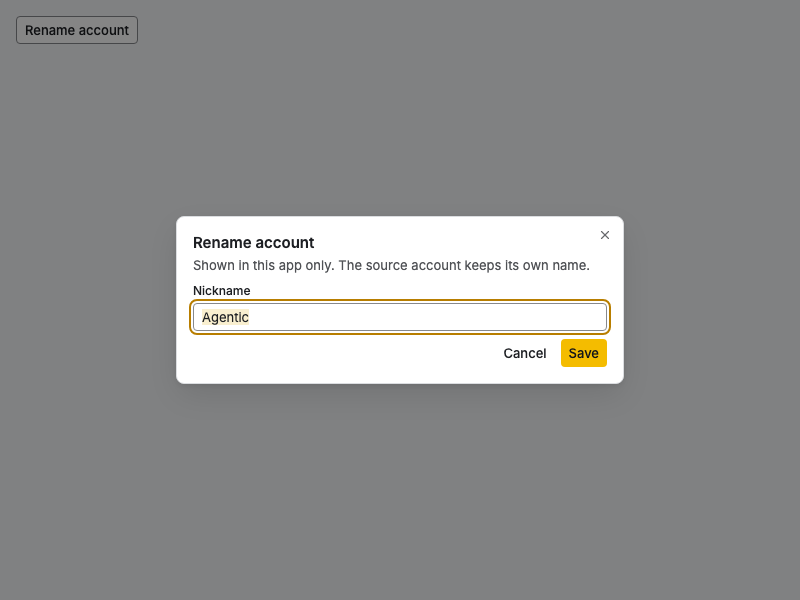 Rename account
Rename account
Shown in this app only. The source account keeps its own name.
Nickname
Agentic
Cancel
Save